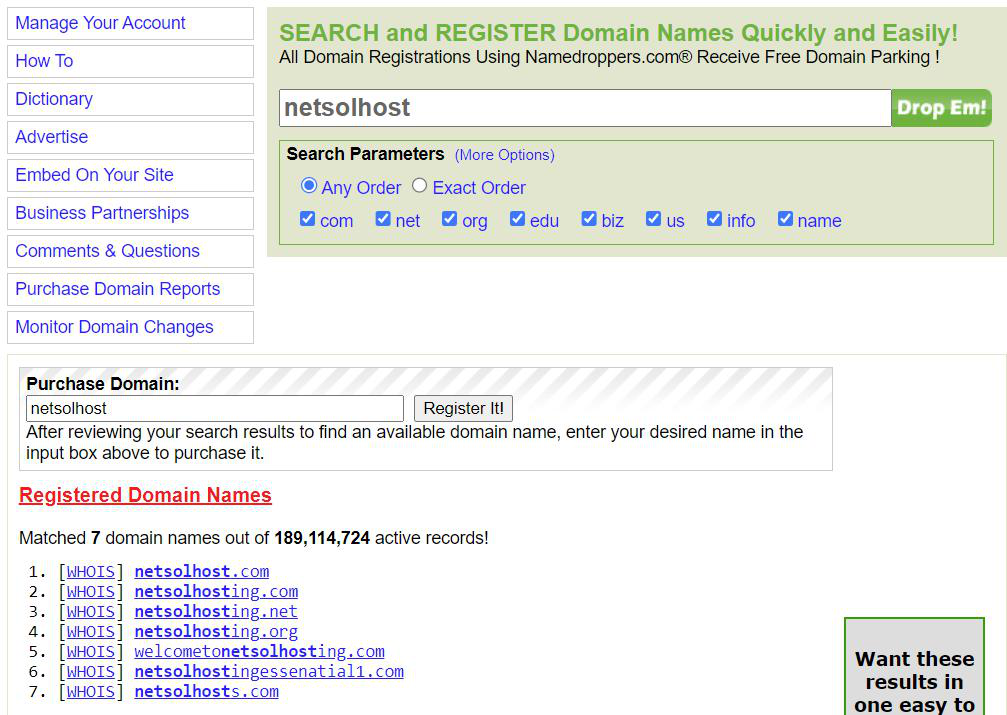 Manage Your Account
How To
Dictionary
Advertise
Embed On Your Site
Business Partnerships
Comments & Questions
Purchase Domain Reports
Monitor Domain Changes
SEARCH and REGISTER Domain Names Quickly and Easily!
All Domain Registrations Using Namedroppers.com® Receive Free Domain Parking !
netsolhost Drop Em!
Search Parameters (More Options)
Any Order Exact Order
com net org edu biz us info name
Purchase Domain:
netsolhost Register It!
After reviewing your search results to find an available domain name, enter your desired name in the
input box above to purchase it.
Registered Domain Names
Matched 7 domain names out of 189,114,724 active records!
1. [WHOIS] netsolhost.com
2. [WHOIS] netsolhosting.com
3. [WHOIS] netsolhosting.net
4. [WHOIS] netsolhosting.org
5. [WHOIS] welcometonetsolhosting.com
6. [WHOIS] netsolhostingessenatial1.com
7. [WHOIS] netsolhosts.com
Want these
results in
one easy to